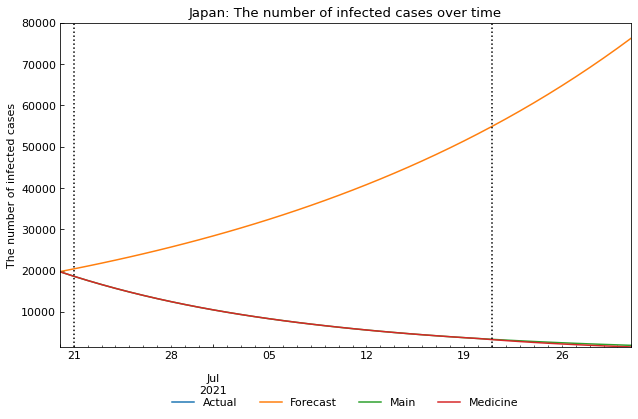 Japan: The number of infected cases over time
The number of infected cases
80000
70000
60000
50000
40000
30000
20000
10000
21 28 05 12 19 26
Jul
2021
Actual Forecast Main Medicine